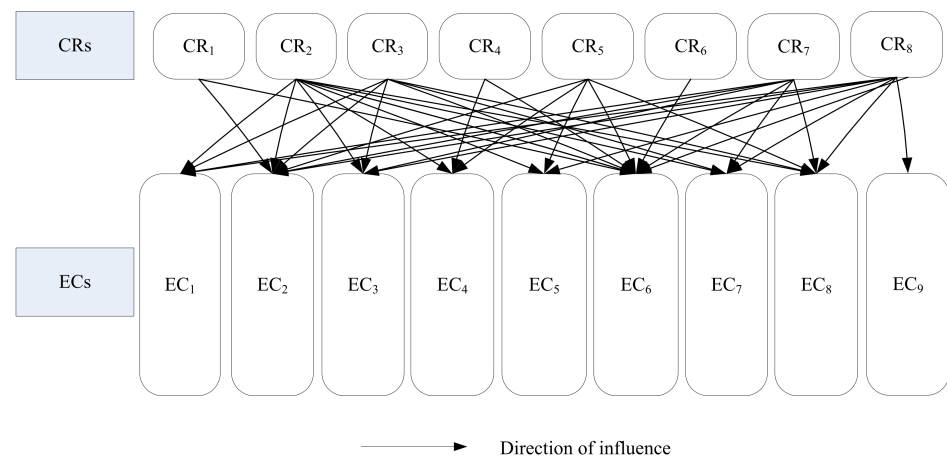 CRs CR₁ CR₂ CR₃ CR₄ CR₅ CR₆ CR₇ CR₈
ECs EC₁ EC₂ EC₃ EC₄ EC₅ EC₆ EC₇ EC₈ EC₉
Direction of influence